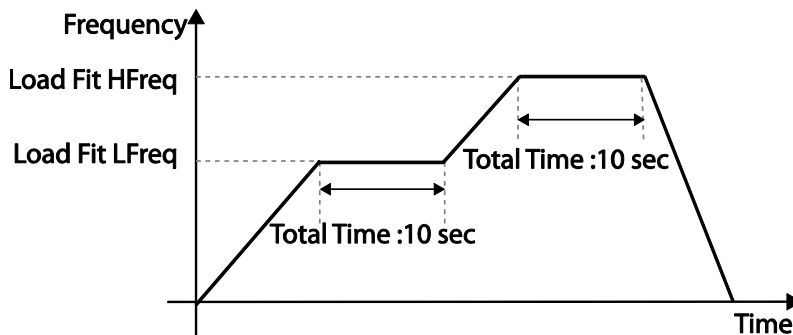 Frequency
Load Fit HFreq
Load Fit LFreq
Total Time :10 sec
Total Time :10 sec
Time